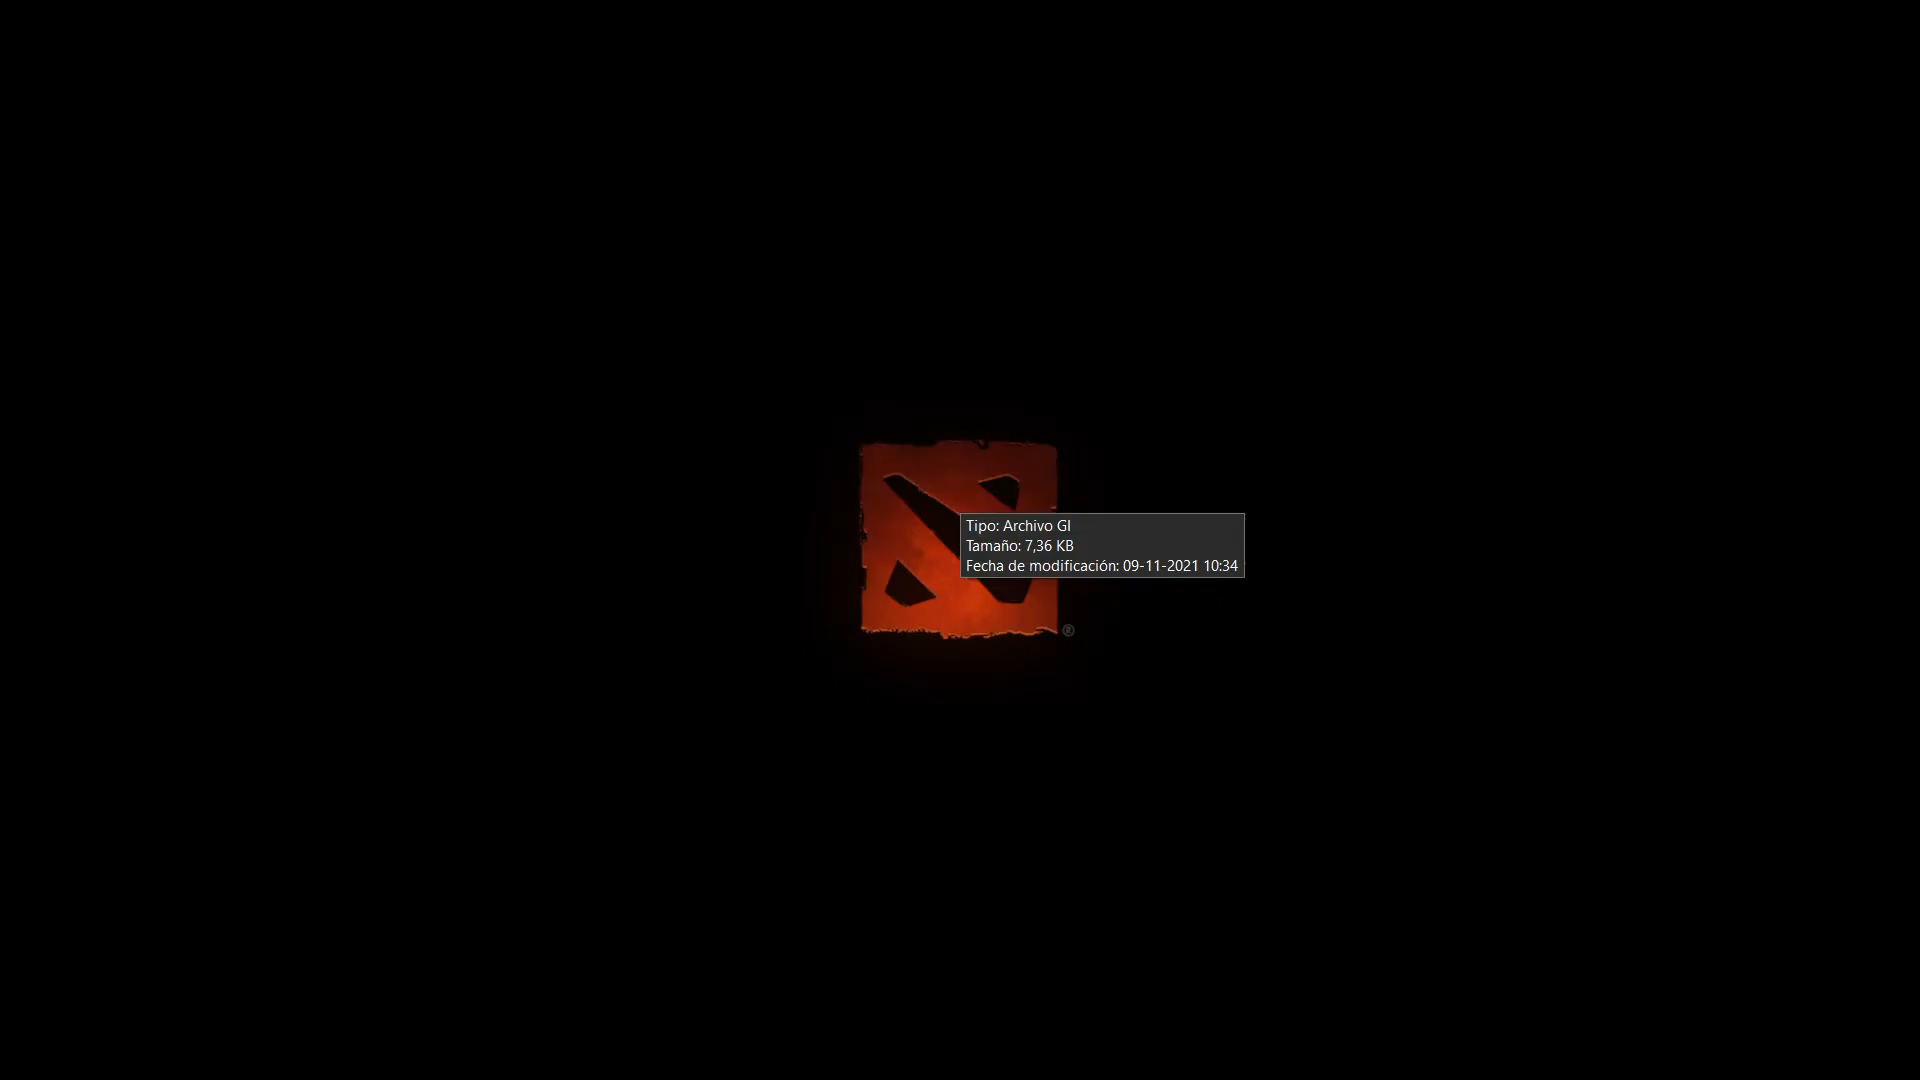 Tipo: Archivo GI
Tamaño: 7,36 KB
Fecha de modificación: 09-11-2021 10:34
®